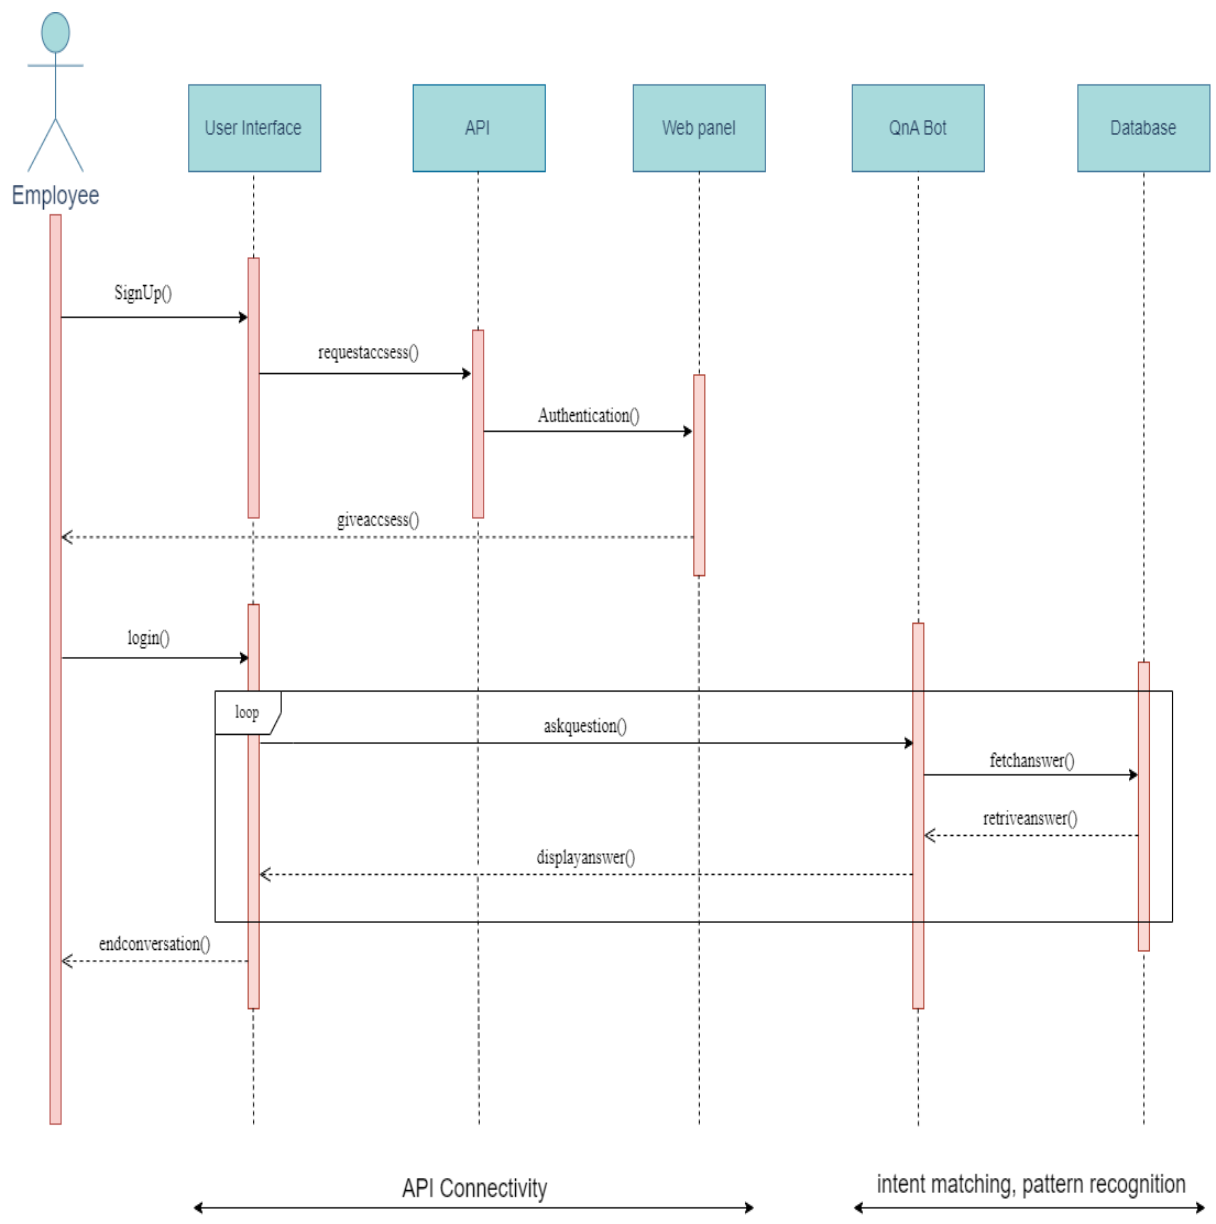 User Interface
API
Web panel
QnA Bot
Database
Employee
SignUp()
requestaccsess()
Authentication()
giveaccsess()
login()
loop
askquestion()
fetchanswer()
retriveanswer()
displayanswer()
endconversation()
API Connectivity
intent matching, pattern recognition